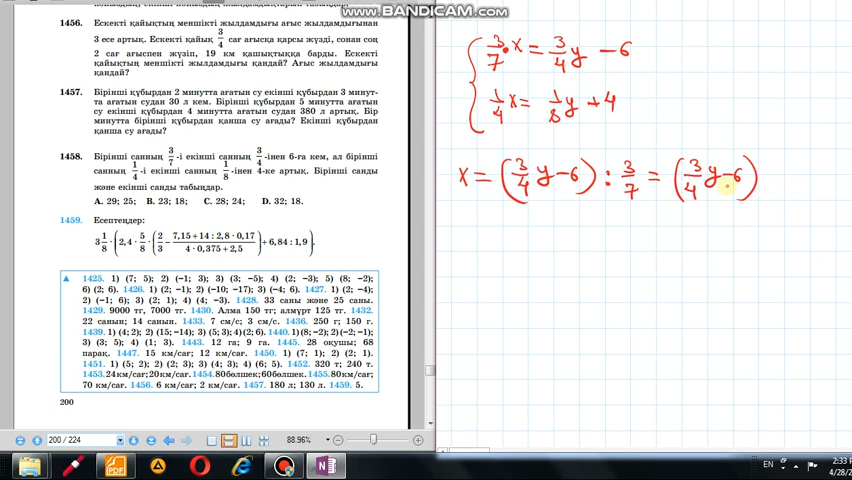 www.BANDICAM.com
1456. Ескекті қайықтың меншікті жылдамдығы ағыс жылдамдығынан
3 есе артық. Ескекті қайық 3/4 сағ ағысқа қарсы жүзді, сонан соң
2 сағ ағыспен жүзіп, 19 км қашықтықка барды. Ескекті
қайықтың меншікті жылдамдығы қандай? Ағыс жылдамдығы
қандай?
1457. Бірінші құбырдан 2 минутта ағатын су екінші құбырдан 3 минут-
та ағатын судан 30 л кем. Бірінші құбырдан 5 минутта ағатын
су екінші құбырдан 4 минутта ағатын судан 380 л артық. Бір
минутта бірінші құбырдан қанша су ағады? Екінші құбырдан
қанша су ағады?
1458. Бірінші санның 3/7-і екінші санның 3/4-інен 6-ға кем, ал бірінші
санның 1/4-і екінші санның 1/8-інен 4-ке артық. Бірінші санды
және екінші санды табыңдар.
А. 29; 25; В. 23; 18; С. 28; 24; D. 32; 18.
1459. Есептеңдер:
3 1/8 · (2,4 · 5/8 · (2/3 − (7,15+14 : 2,8 · 0,17)/(4 · 0,375+2,5)) + 6,84 : 1,9).
▲ 1425. 1) (7; 5); 2) (−1; 3); 3) (3; −5); 4) (2; −3); 5) (8; −2);
6) (2; 6). 1426. 1) (2; −1); 2) (−10; −17); 3) (−4; 6). 1427. 1) (2; −4);
2) (−1; 6); 3) (2; 1). 4) (4; −3). 1428. 33 саны және 25 саны.
1429. 9000 тг, 7000 тг. 1430. Алма 150 тг; алмұрт 125 тг. 1432.
22 санын; 14 санын. 1433. 7 см/с; 3 см/с. 1436. 250 г; 150 г.
1439. 1) (4; 2); 2) (15; −14); 3) (5; 3); 4) (2; 6). 1440. 1) (8; −2); 2) (−2; −1);
3) (3; 5); 4) (1; 3). 1443. 12 га; 9 га. 1445. 28 оқушы; 68
парақ. 1447. 15 км/сағ; 12 км/сағ. 1450. 1) (7; 1); 2) (2; 1).
1451. 1) (5; 2); 2) (2; 3); 3) (4; 3); 4) (6; 5). 1452. 320 т; 240 т.
1453. 24 км/сағ; 20 км/сағ. 1454. 80 бөлшек; 60 бөлшек. 1455. 80 км/сағ;
70 км/сағ. 1456. 6 км/сағ; 2 км/сағ. 1457. 180 л; 130 л. 1459. 5.
200
200 / 224
88.96%
3/7 · x = 3/4 y − 6
1/4 x = 1/8 y + 4
x = (3/4 y − 6) : 3/7 = (3/4 y − 6)
EN
2:33
4/28/2